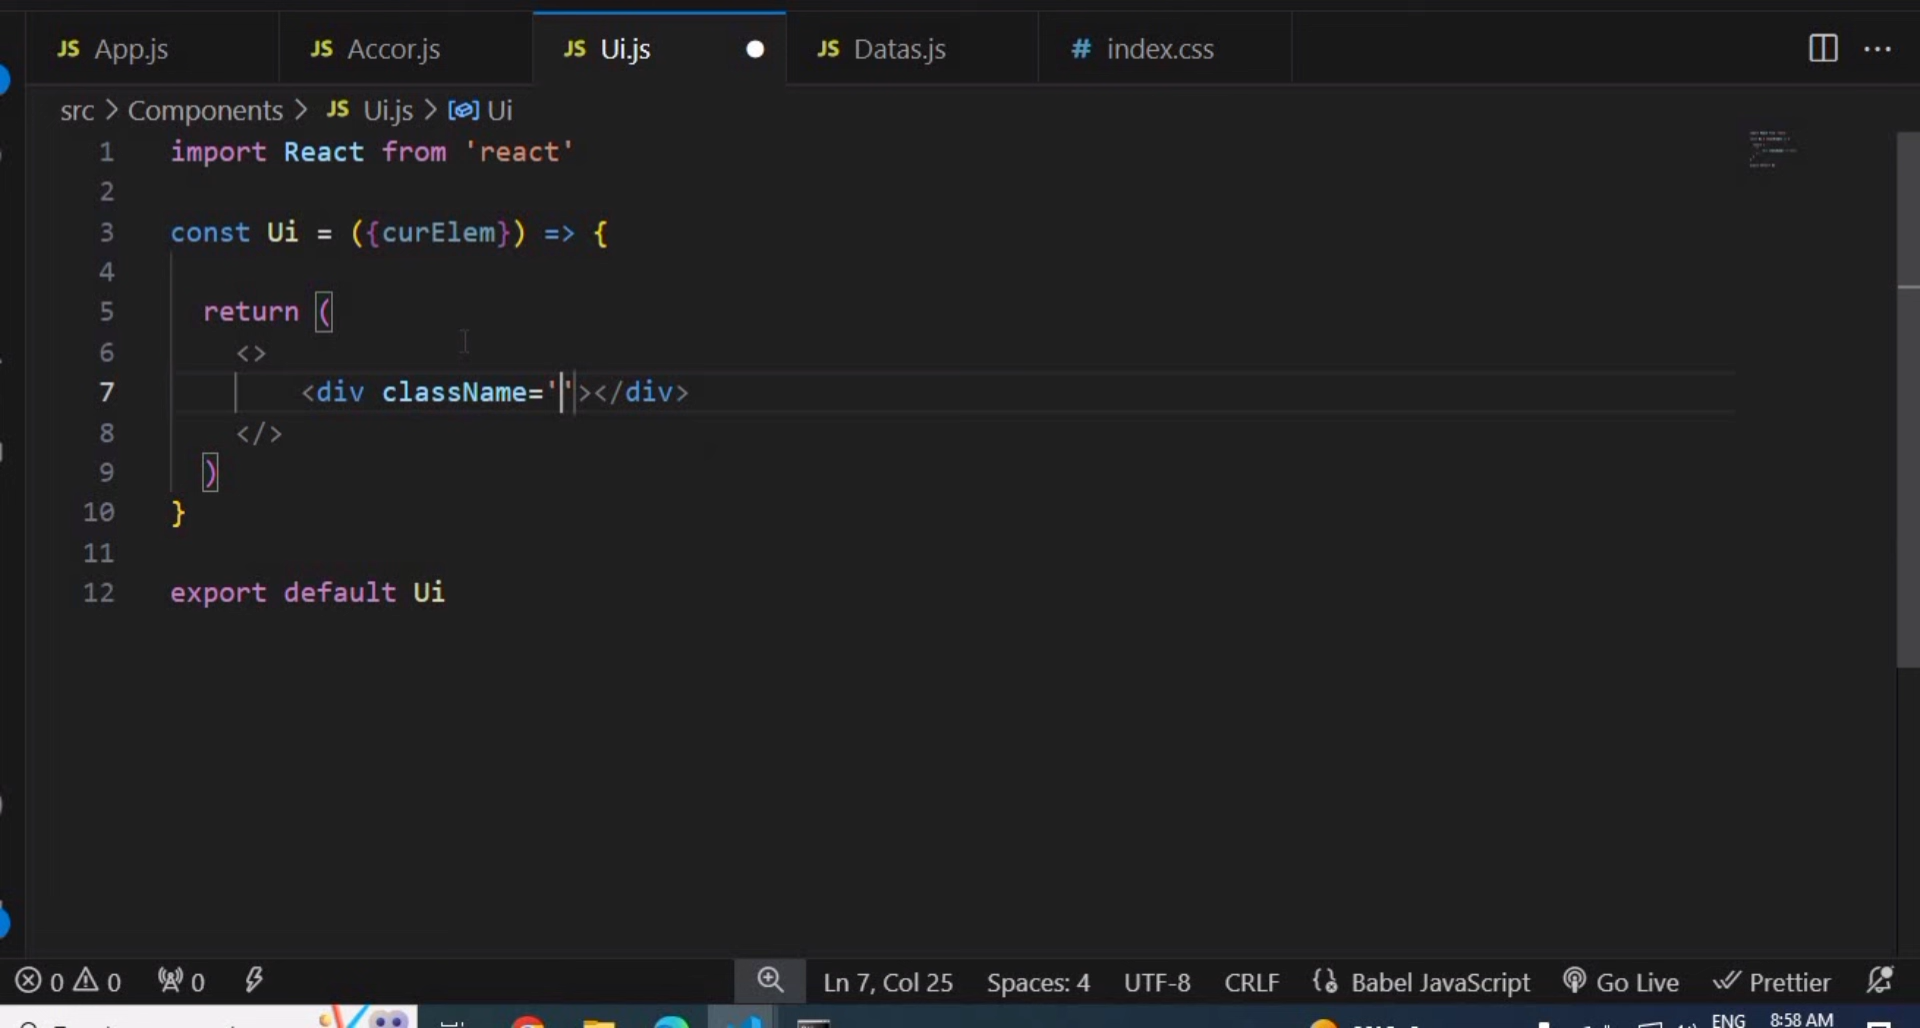 JS App.js JS Accor.js JS Ui.js JS Datas.js # index.css ...
src > Components > JS Ui.js > Ui
1 import React from 'react'
2
3 const Ui = ({curElem}) => {
4
5 return (
6 <>
7 <div className=''></div>
8 </>
9 )
10 }
11
12 export default Ui
0 0 0 Ln 7, Col 25 Spaces: 4 UTF-8 CRLF {} Babel JavaScript Go Live Prettier
ENG 8:58 AM